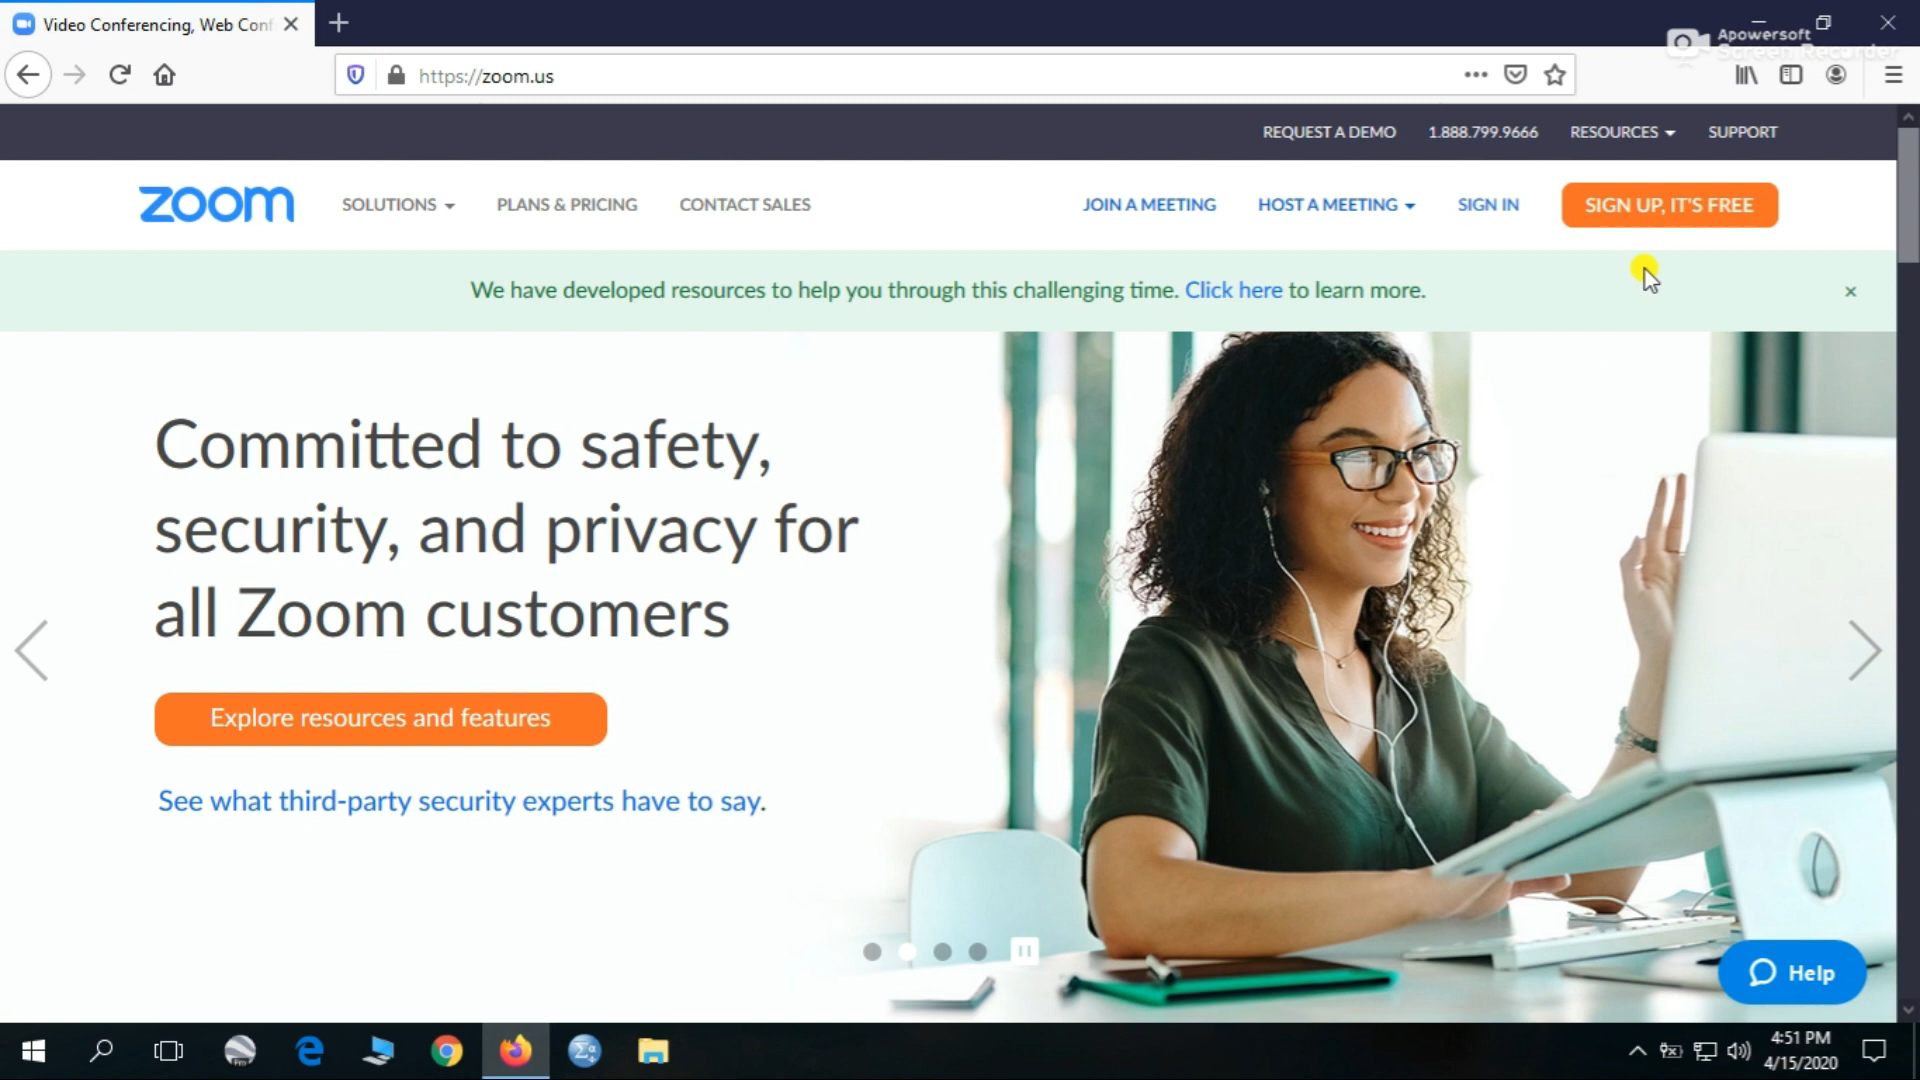 Video Conferencing, Web Conf
Apowersoft
Screen Recorder
https://zoom.us
REQUEST A DEMO 1.888.799.9666 RESOURCES SUPPORT
zoom SOLUTIONS PLANS & PRICING CONTACT SALES JOIN A MEETING HOST A MEETING SIGN IN SIGN UP, IT'S FREE
We have developed resources to help you through this challenging time. Click here to learn more.
Committed to safety,
security, and privacy for
all Zoom customers
Explore resources and features
See what third-party security experts have to say.
Help
4:51 PM
4/15/2020